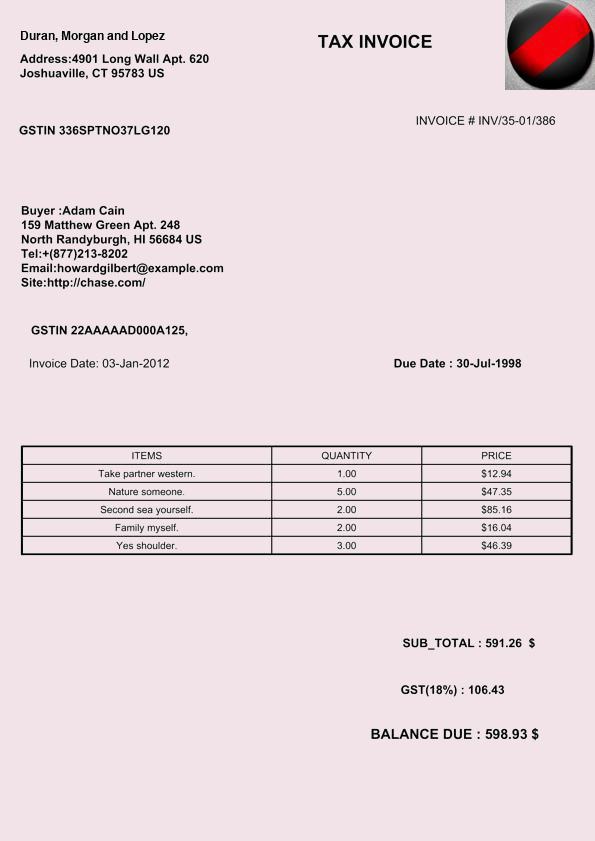 Duran, Morgan and Lopez
TAX INVOICE
Address:4901 Long Wall Apt. 620
Joshuaville, CT 95783 US
INVOICE # INV/35-01/386
GSTIN 336SPTNO37LG120
Buyer :Adam Cain
159 Matthew Green Apt. 248
North Randyburgh, HI 56684 US
Tel:+(877)213-8202
Email:howardgilbert@example.com
Site:http://chase.com/
GSTIN 22AAAAAD000A125,
Invoice Date: 03-Jan-2012
Due Date : 30-Jul-1998
ITEMS QUANTITY PRICE
Take partner western. 1.00 $12.94
Nature someone. 5.00 $47.35
Second sea yourself. 2.00 $85.16
Family myself. 2.00 $16.04
Yes shoulder. 3.00 $46.39
SUB_TOTAL : 591.26 $
GST(18%) : 106.43
BALANCE DUE : 598.93 $